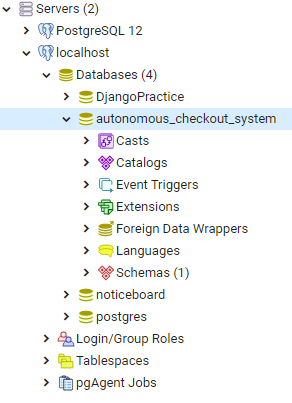 Servers (2)
PostgreSQL 12
localhost
Databases (4)
DjangoPractice
autonomous_checkout_system
Casts
Catalogs
Event Triggers
Extensions
Foreign Data Wrappers
Languages
Schemas (1)
noticeboard
postgres
Login/Group Roles
Tablespaces
pgAgent Jobs